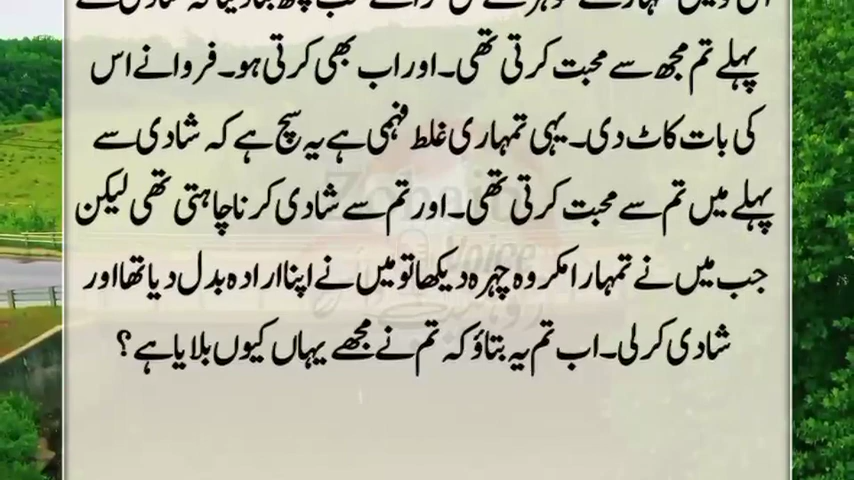 پہلے تم مجھ سے محبت کرتی تھی۔ اور اب بھی کرتی ہو۔ فروا نے اس
کی بات کاٹ دی۔ یہی تمہاری غلط فہمی ہے یہ سچ ہے کہ شادی سے
پہلے میں تم سے محبت کرتی تھی۔ اور تم سے شادی کرنا چاہتی تھی لیکن
جب میں نے تمہارا مکروہ چہرہ دیکھا تو میں نے اپنا ارادہ بدل دیا تھا اور
شادی کر لی۔ اب تم یہ بتاؤ کہ تم نے مجھے یہاں کیوں بلایا ہے؟
Voice